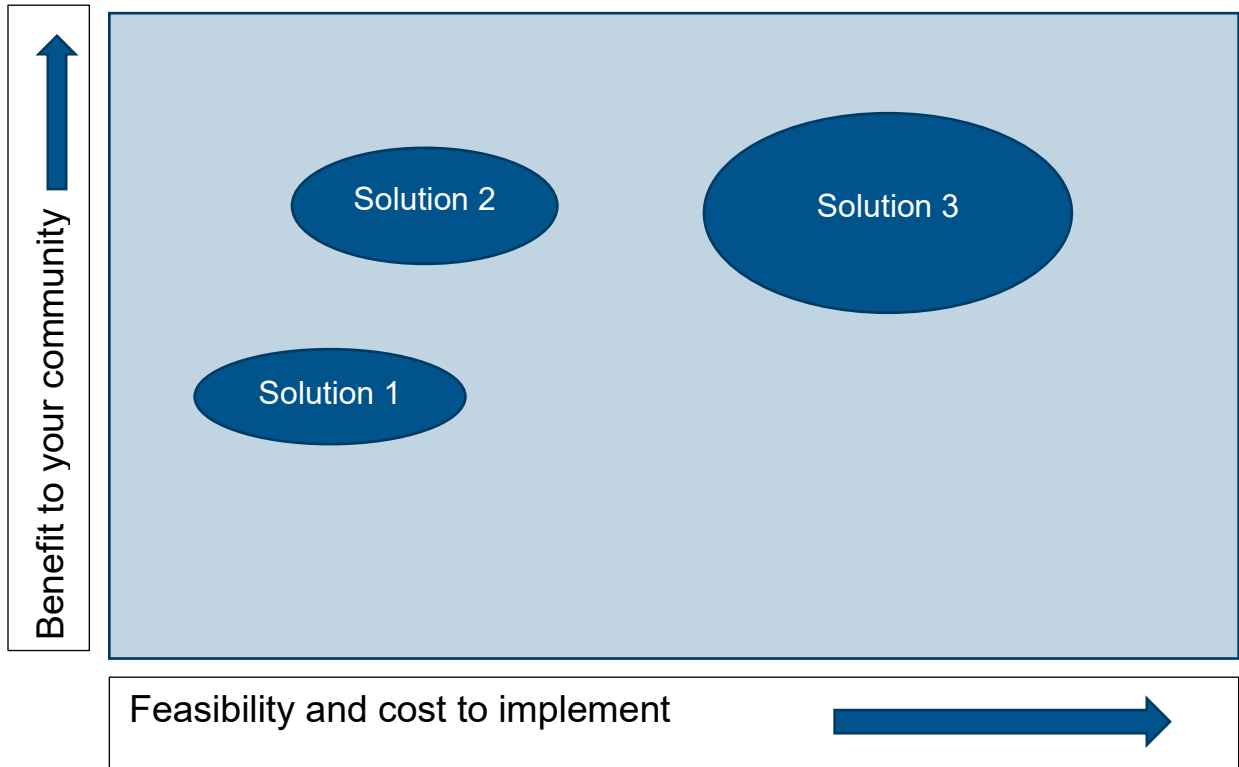 Benefit to your community
Solution 2
Solution 3
Solution 1
Feasibility and cost to implement